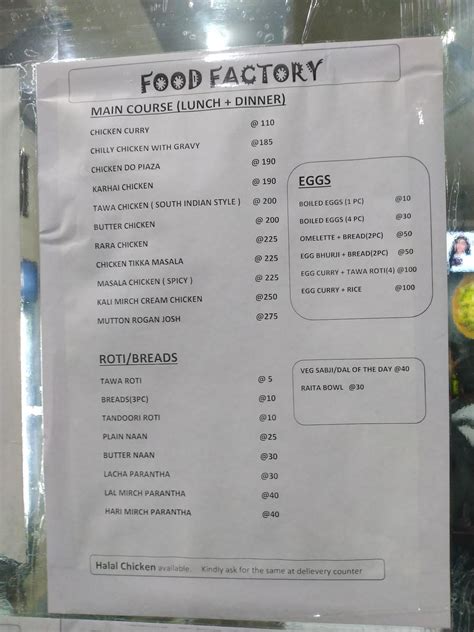 FOOD FACTORY
MAIN COURSE (LUNCH + DINNER)
CHICKEN CURRY @ 110
CHILLY CHICKEN WITH GRAVY @185
CHICKEN DO PIAZA @ 190
KARHAI CHICKEN @ 190
TAWA CHICKEN ( SOUTH INDIAN STYLE ) @ 200
BUTTER CHICKEN @ 200
RARA CHICKEN @225
CHICKEN TIKKA MASALA @ 225
MASALA CHICKEN ( SPICY ) @ 225
KALI MIRCH CREAM CHICKEN @250
MUTTON ROGAN JOSH @275
EGGS
BOILED EGGS (1 PC) @10
BOILED EGGS (4 PC) @30
OMELETTE + BREAD(2PC) @50
EGG BHURJI + BREAD(2PC) @50
EGG CURRY + TAWA ROTI(4) @100
EGG CURRY + RICE @100
ROTI/BREADS
TAWA ROTI @ 5
BREADS(3PC) @10
TANDOORI ROTI @10
PLAIN NAAN @25
BUTTER NAAN @30
LACHA PARANTHA @30
LAL MIRCH PARANTHA @40
HARI MIRCH PARANTHA @40
VEG SABJI/DAL OF THE DAY @40
RAITA BOWL @30
Halal Chicken available. Kindly ask for the same at dellevery counter